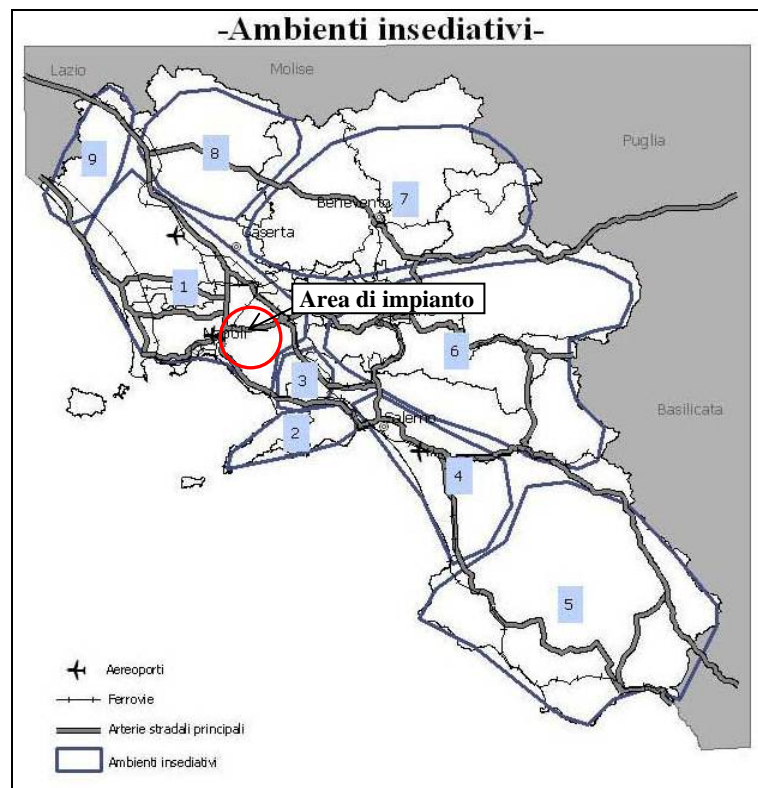 -Ambienti insediativi-
Lazio
Molise
Puglia
9
8
7
Benevento
Caserta
1
Area di impianto
Napoli
6
3
Basilicata
2
Salerno
4
5
Aereoporti
Ferrovie
Arterie stradali principali
Ambienti insediativi